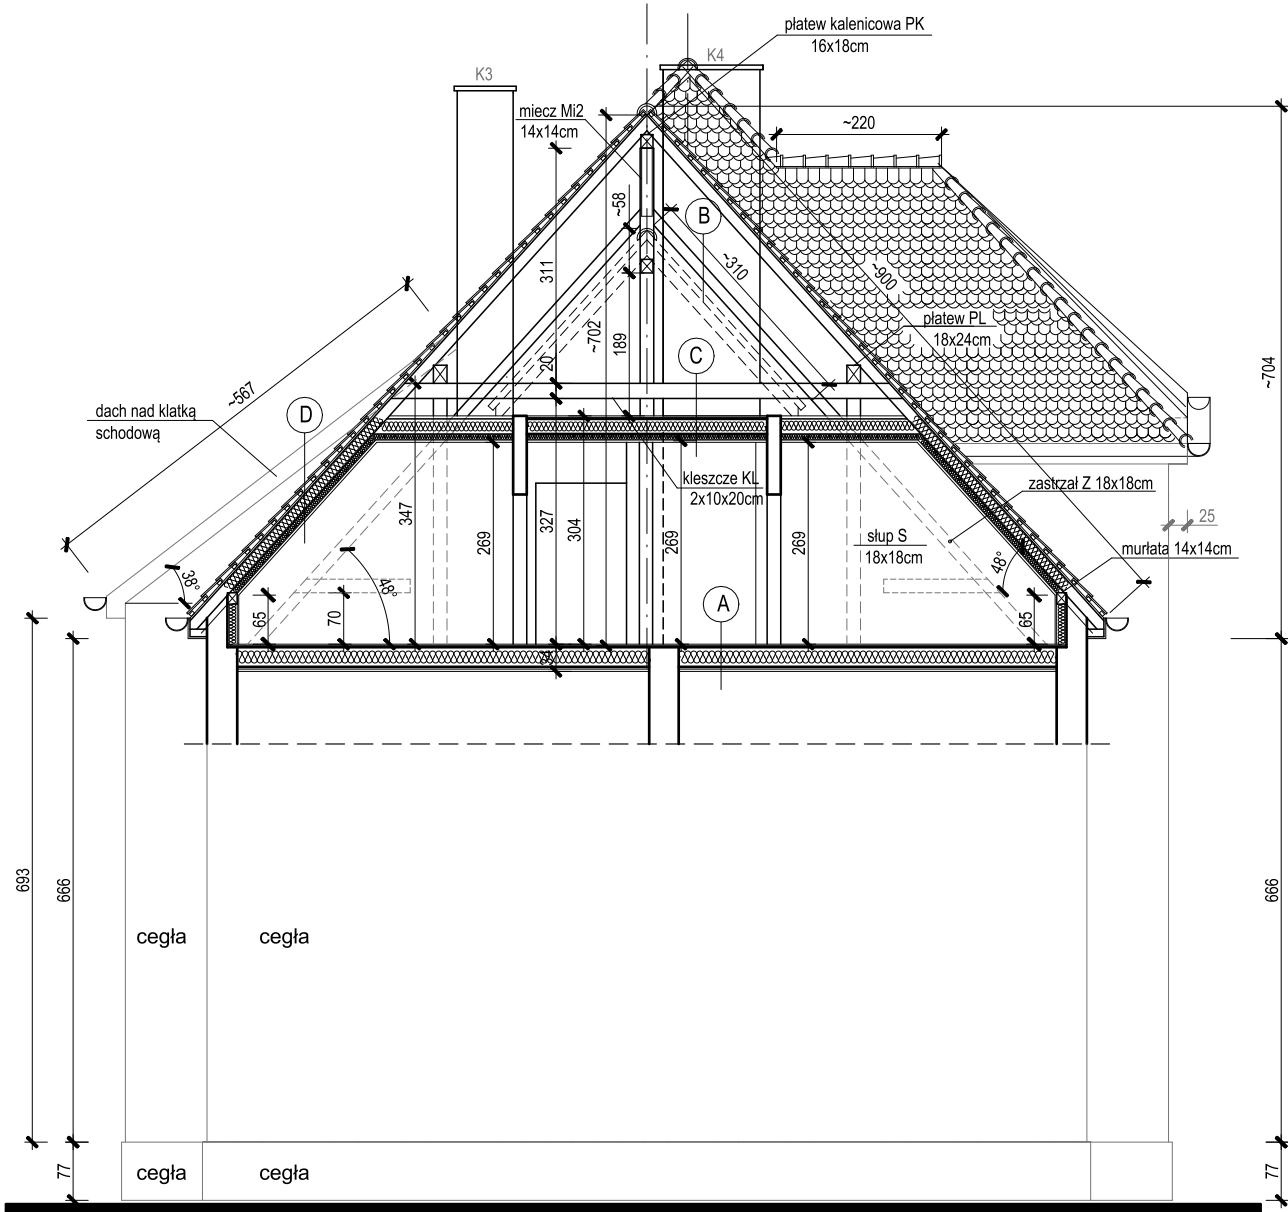 płatew kalenicowa PK
16x18cm
K4
K3
miecz Mi2
14x14cm
~220
~58
B
~310
~900
311
~702
189
20
C
płatew PL
18x24cm
~704
~567
dach nad klatką
schodową
D
kleszcze KL
2x10x20cm
zastrzał Z 18x18cm
25
347
269
327
304
269
269
słup S
18x18cm
murłata 14x14cm
38°
48°
48°
65
70
65
A
34
693
666
666
cegła
cegła
77
cegła
cegła
77